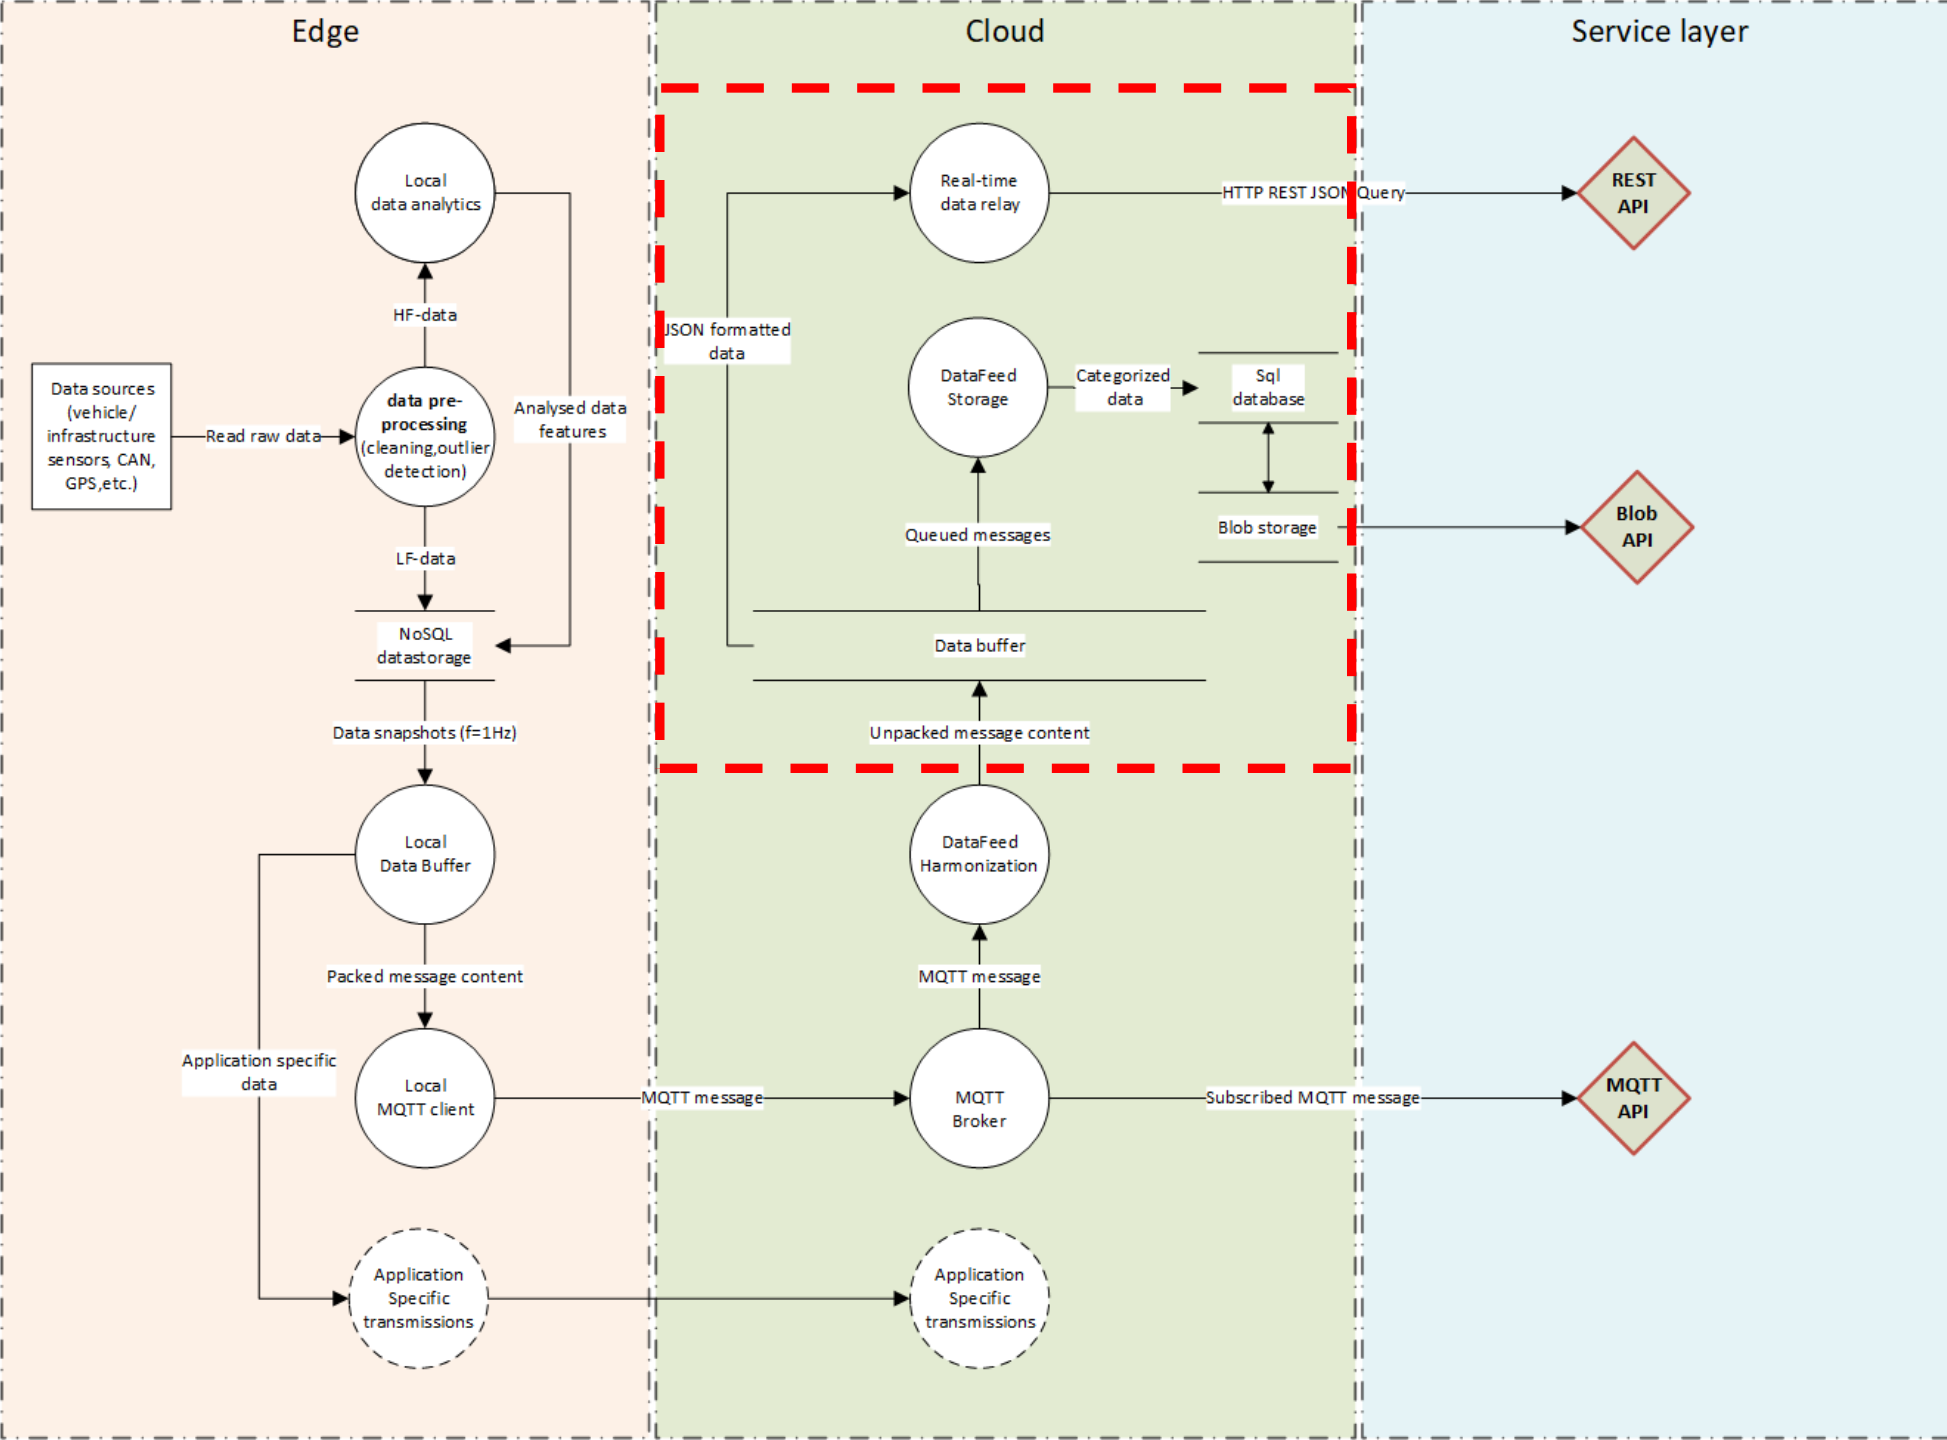 Edge
Cloud
Service layer
Local
data analytics
HF-data
Data sources
(vehicle/
infrastructure
sensors, CAN,
GPS,etc.)
Read raw data
data pre-
processing
(cleaning,outlier
detection)
Analysed data
features
LF-data
NoSQL
datastorage
Data snapshots (f=1Hz)
Local
Data Buffer
Packed message content
Application specific
data
Local
MQTT client
MQTT message
Application
Specific
transmissions
Real-time
data relay
HTTP REST JSON Query
JSON formatted
data
DataFeed
Storage
Categorized
data
Sql
database
Blob storage
Queued messages
Data buffer
Unpacked message content
DataFeed
Harmonization
MQTT message
MQTT
Broker
Subscribed MQTT message
Application
Specific
transmissions
REST
API
Blob
API
MQTT
API